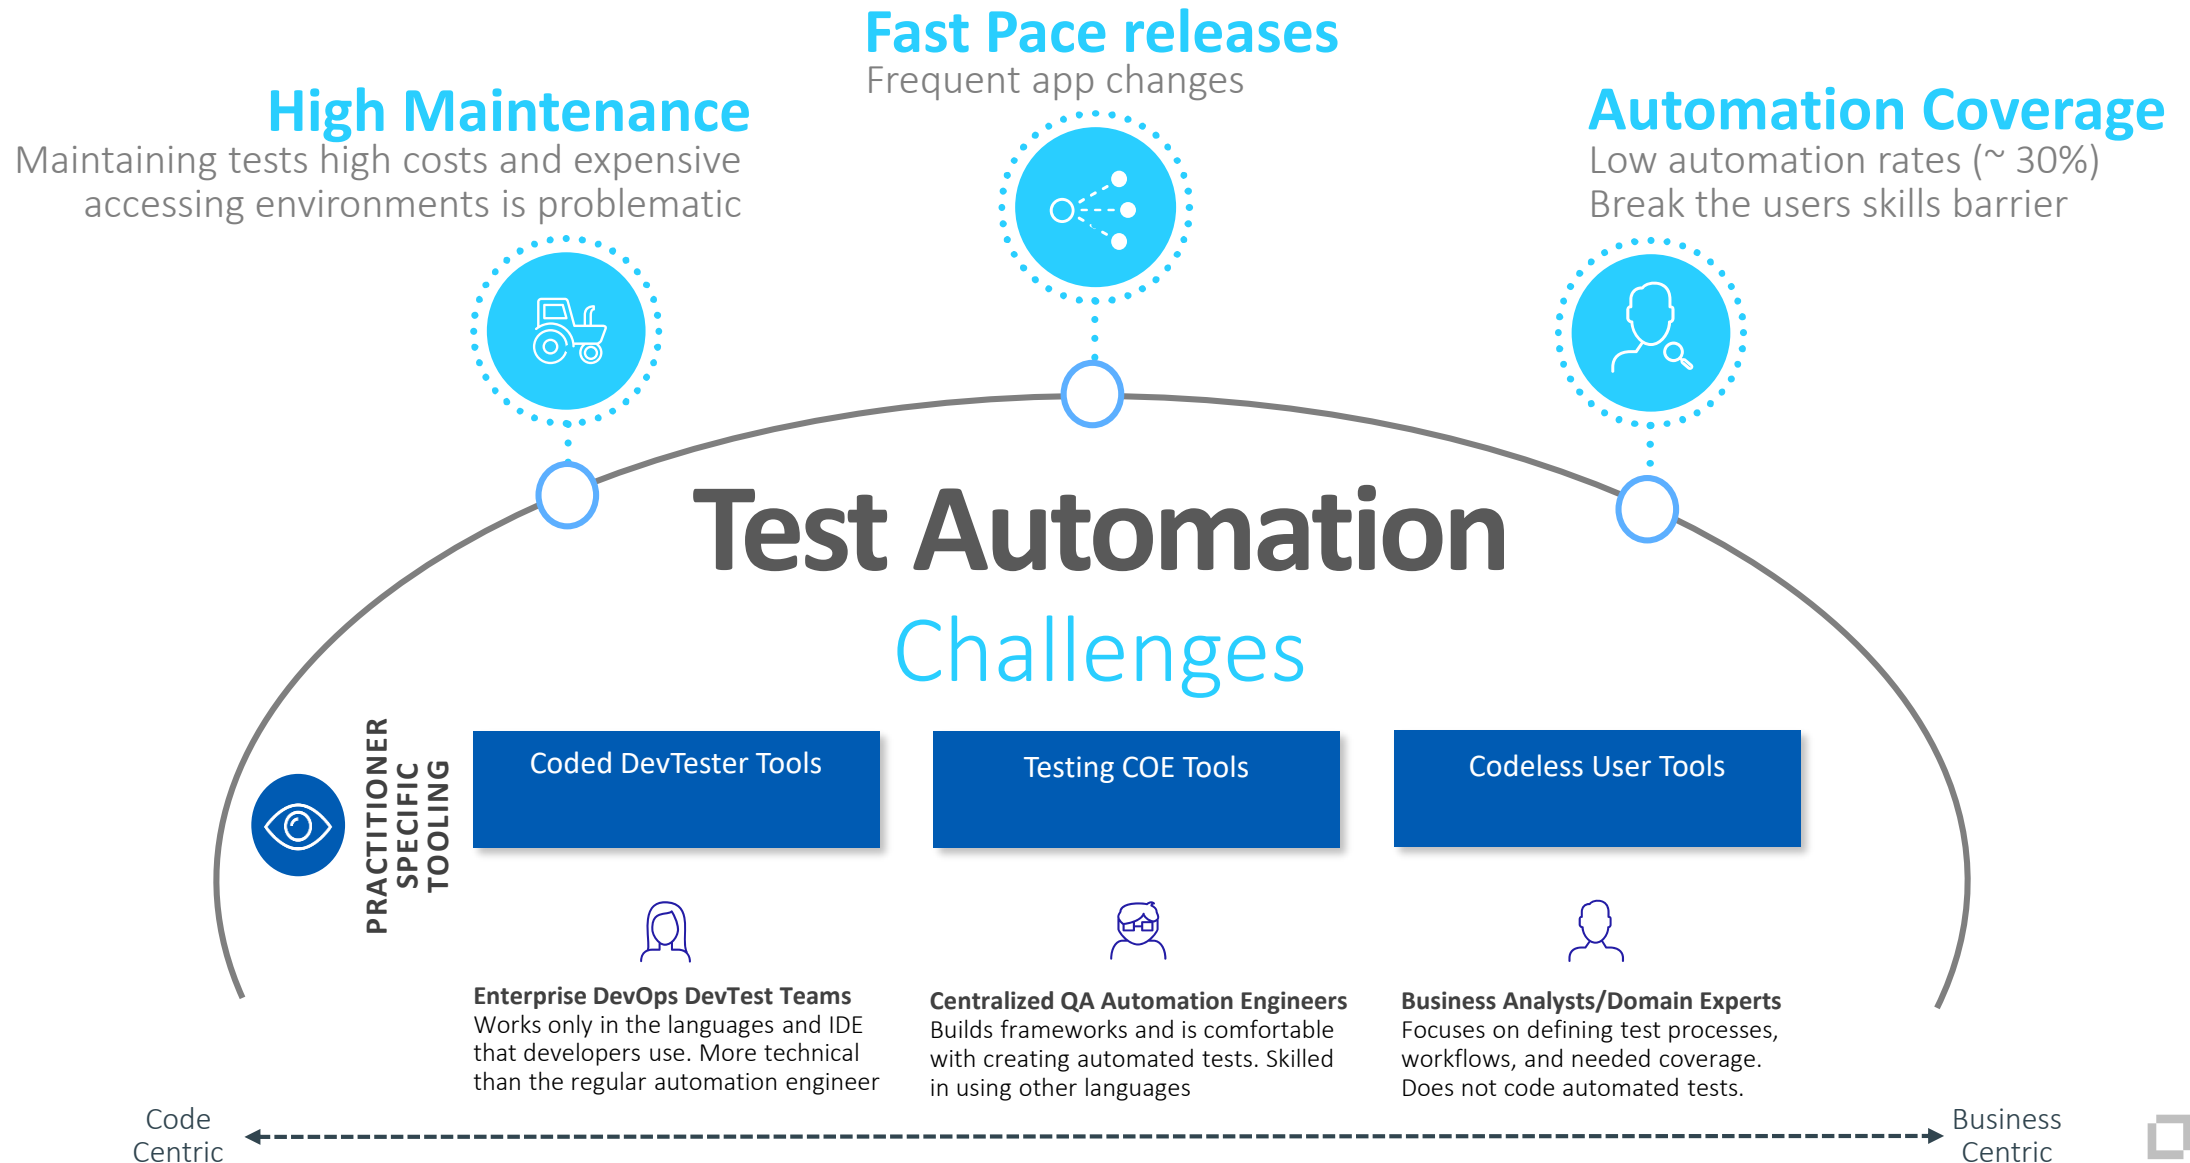 Fast Pace releases
Frequent app changes
High Maintenance
Maintaining tests high costs and expensive
accessing environments is problematic
Automation Coverage
Low automation rates (~ 30%)
Break the users skills barrier
Test Automation
Challenges
PRACTITIONER
SPECIFIC
TOOLING
Coded DevTester Tools
Testing COE Tools
Codeless User Tools
Enterprise DevOps DevTest Teams
Works only in the languages and IDE
that developers use. More technical
than the regular automation engineer
Centralized QA Automation Engineers
Builds frameworks and is comfortable
with creating automated tests. Skilled
in using other languages
Business Analysts/Domain Experts
Focuses on defining test processes,
workflows, and needed coverage.
Does not code automated tests.
Code
Centric
Business
Centric